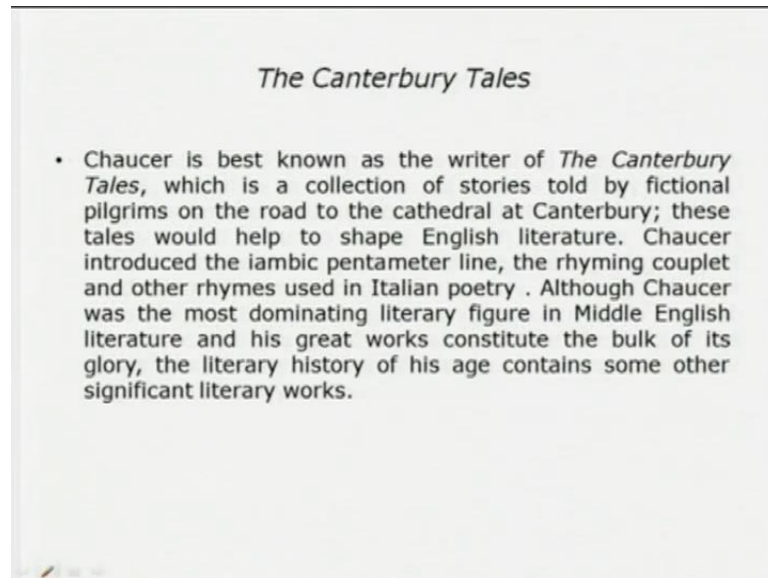 The Canterbury Tales
• Chaucer is best known as the writer of The Canterbury
Tales, which is a collection of stories told by fictional
pilgrims on the road to the cathedral at Canterbury; these
tales would help to shape English literature. Chaucer
introduced the iambic pentameter line, the rhyming couplet
and other rhymes used in Italian poetry . Although Chaucer
was the most dominating literary figure in Middle English
literature and his great works constitute the bulk of its
glory, the literary history of his age contains some other
significant literary works.